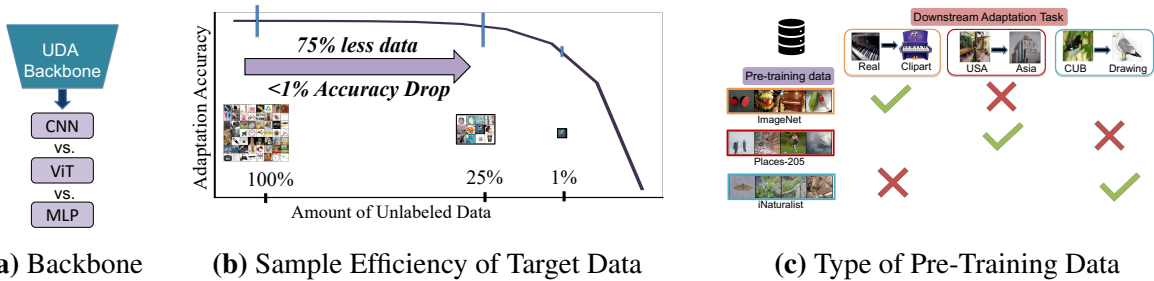 UDA
Backbone
CNN
vs.
ViT
vs.
MLP
a) Backbone
Adaptation Accuracy
75% less data
<1% Accuracy Drop
100%
25%
1%
Amount of Unlabeled Data
(b) Sample Efficiency of Target Data
Downstream Adaptation Task
Real
Clipart
USA
Asia
CUB
Drawing
Pre-training data
ImageNet
Places-205
iNaturalist
(c) Type of Pre-Training Data